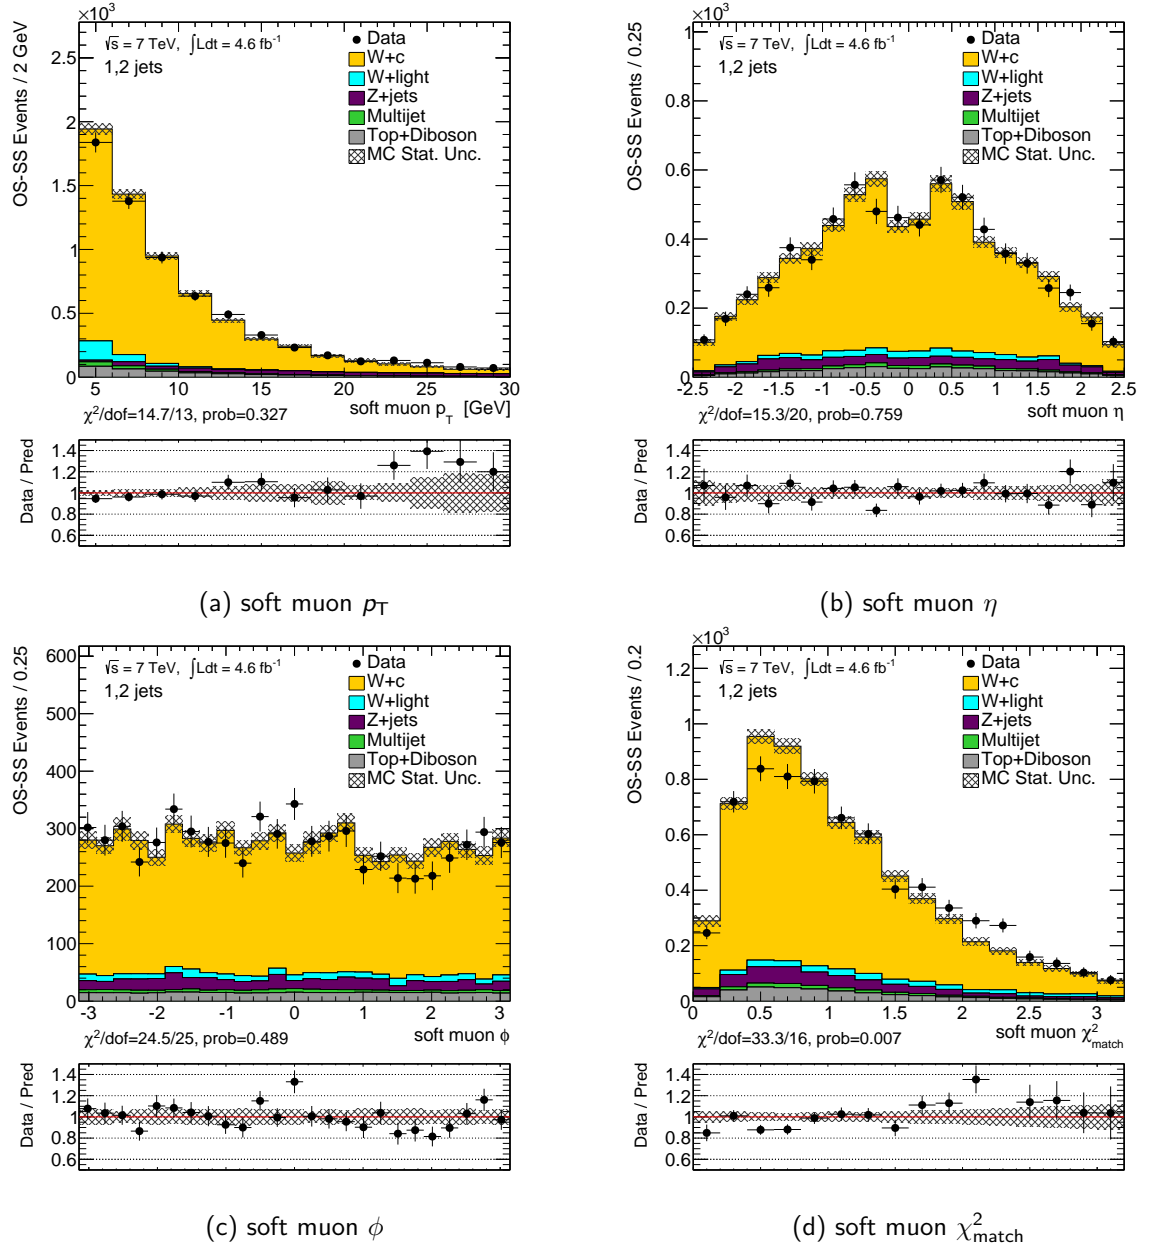 ×10³
OS-SS Events / 2 GeV
2.5
2
1.5
1
0.5
0
√s = 7 TeV, ∫Ldt = 4.6 fb⁻¹
1,2 jets
Data
W+c
W+light
Z+jets
Multijet
Top+Diboson
MC Stat. Unc.
5 10 15 20 25 30
χ²/dof=14.7/13, prob=0.327
soft muon p_T [GeV]
Data / Pred
1.4
1.2
1
0.8
0.6
(a) soft muon p_T
×10³
OS-SS Events / 0.25
1
0.8
0.6
0.4
0.2
0
√s = 7 TeV, ∫Ldt = 4.6 fb⁻¹
1,2 jets
Data
W+c
W+light
Z+jets
Multijet
Top+Diboson
MC Stat. Unc.
-2.5 -2 -1.5 -1 -0.5 0 0.5 1 1.5 2 2.5
χ²/dof=15.3/20, prob=0.759
soft muon η
Data / Pred
1.4
1.2
1
0.8
0.6
(b) soft muon η
OS-SS Events / 0.25
600
500
400
300
200
100
0
√s = 7 TeV, ∫Ldt = 4.6 fb⁻¹
1,2 jets
Data
W+c
W+light
Z+jets
Multijet
Top+Diboson
MC Stat. Unc.
-3 -2 -1 0 1 2 3
χ²/dof=24.5/25, prob=0.489
soft muon ϕ
Data / Pred
1.4
1.2
1
0.8
0.6
(c) soft muon ϕ
×10³
OS-SS Events / 0.2
1.2
1
0.8
0.6
0.4
0.2
0
√s = 7 TeV, ∫Ldt = 4.6 fb⁻¹
1,2 jets
Data
W+c
W+light
Z+jets
Multijet
Top+Diboson
MC Stat. Unc.
0 0.5 1 1.5 2 2.5 3
χ²/dof=33.3/16, prob=0.007
soft muon χ²_match
Data / Pred
1.4
1.2
1
0.8
0.6
(d) soft muon χ²_match